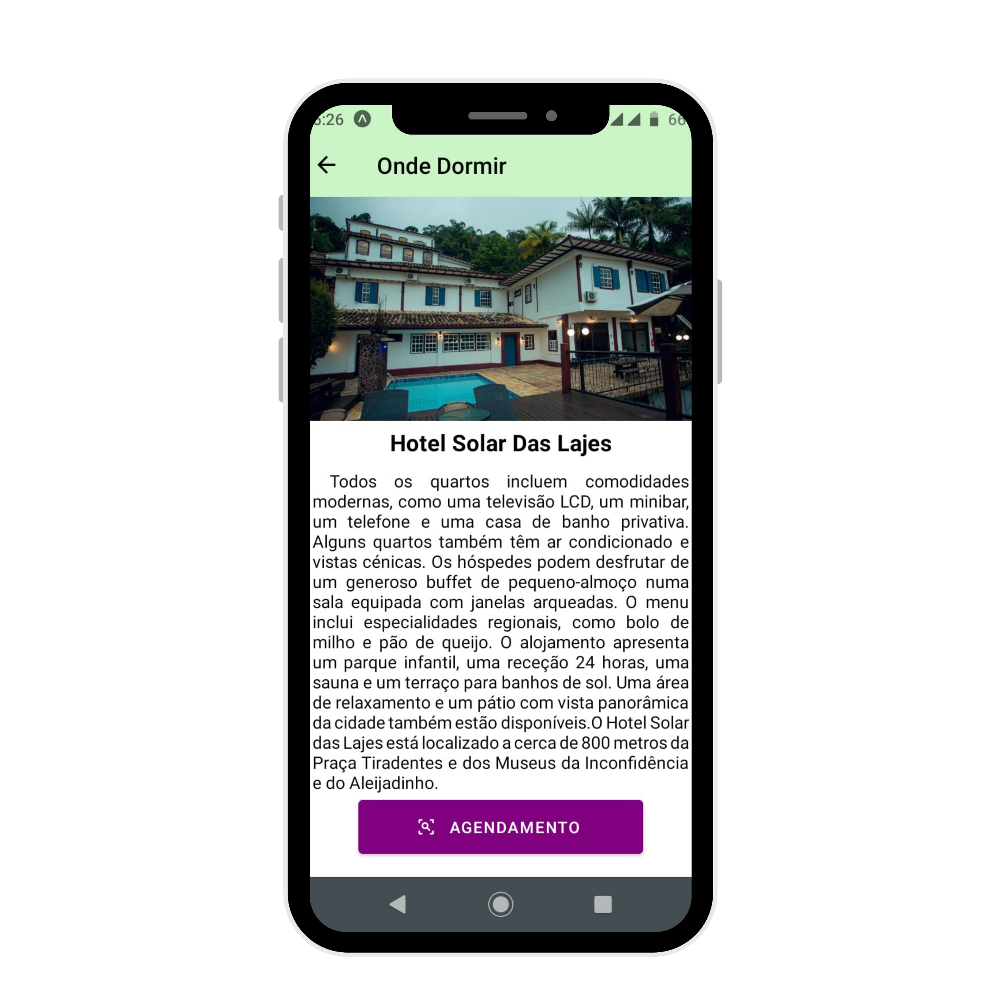 :26
66
Onde Dormir
Hotel Solar Das Lajes
Todos os quartos incluem comodidades
modernas, como uma televisão LCD, um minibar,
um telefone e uma casa de banho privativa.
Alguns quartos também têm ar condicionado e
vistas cénicas. Os hóspedes podem desfrutar de
um generoso buffet de pequeno-almoço numa
sala equipada com janelas arqueadas. O menu
inclui especialidades regionais, como bolo de
milho e pão de queijo. O alojamento apresenta
um parque infantil, uma receção 24 horas, uma
sauna e um terraço para banhos de sol. Uma área
de relaxamento e um pátio com vista panorâmica
da cidade também estão disponíveis.O Hotel Solar
das Lajes está localizado a cerca de 800 metros da
Praça Tiradentes e dos Museus da Inconfidência
e do Aleijadinho.
AGENDAMENTO